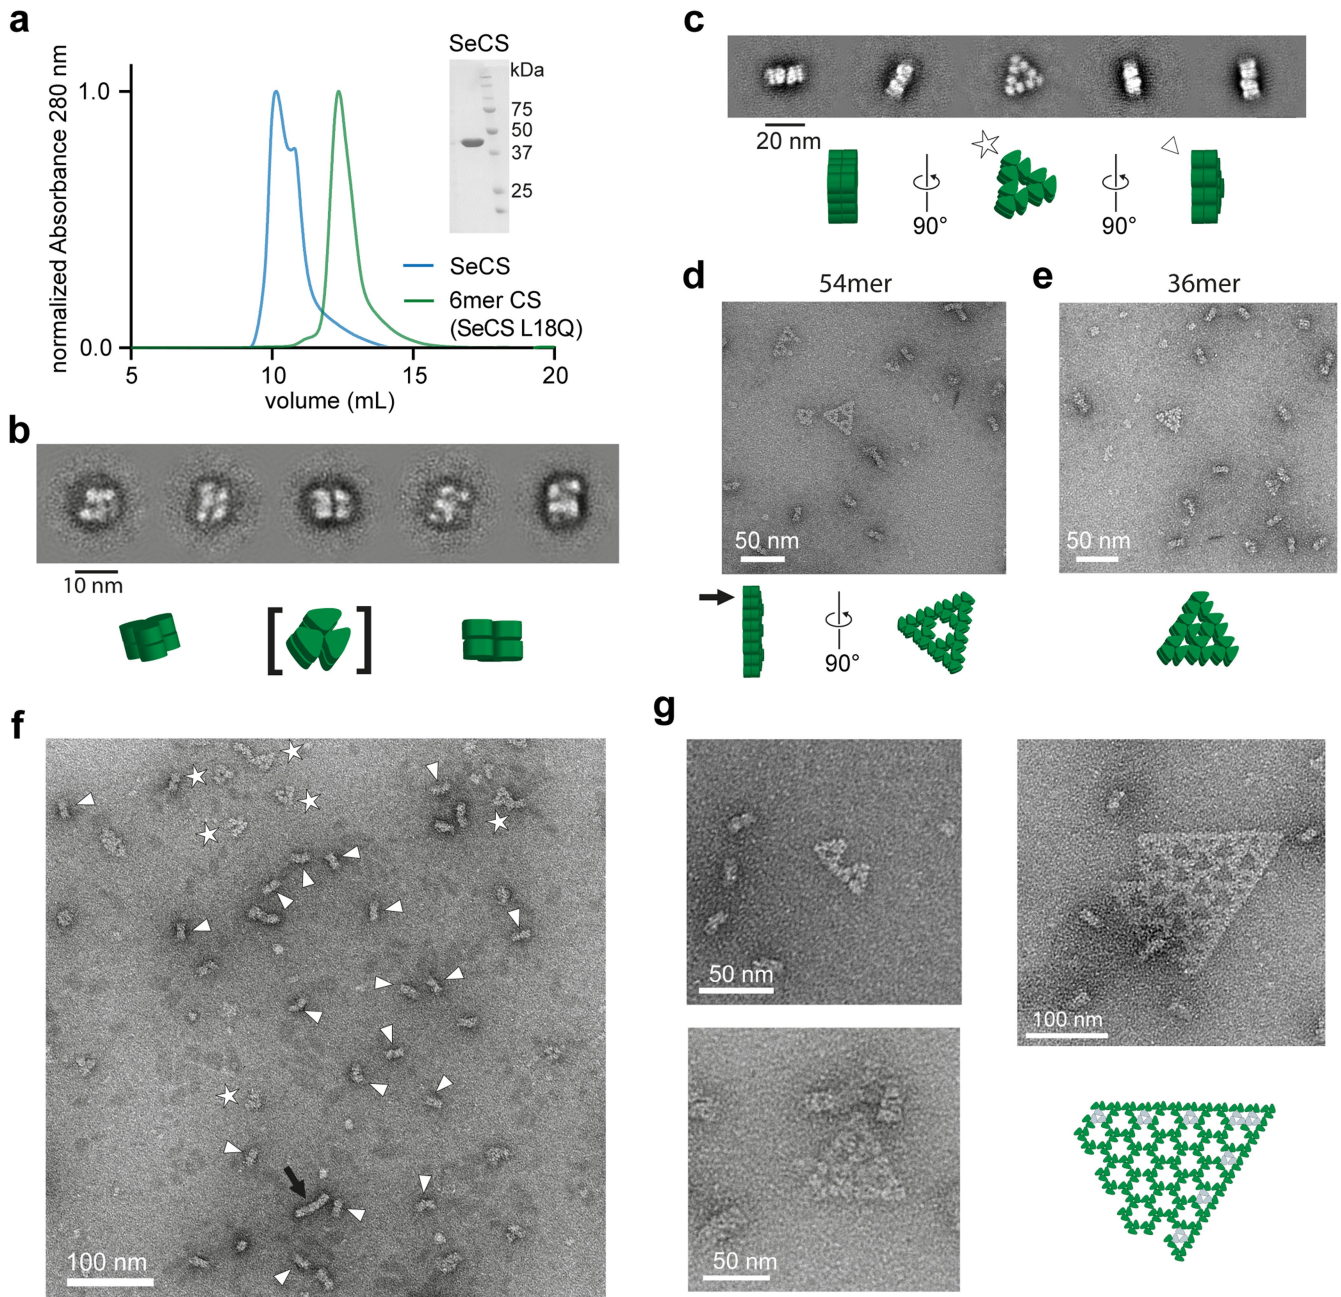 a
normalized Absorbance 280 nm
1.0
0.0
5
10
15
20
volume (mL)
SeCS
kDa
75
50
37
25
SeCS
6mer CS
(SeCS L18Q)
b
10 nm
[ ]
c
20 nm
90°
90°
d
54mer
50 nm
90°
e
36mer
50 nm
f
100 nm
g
50 nm
100 nm
50 nm